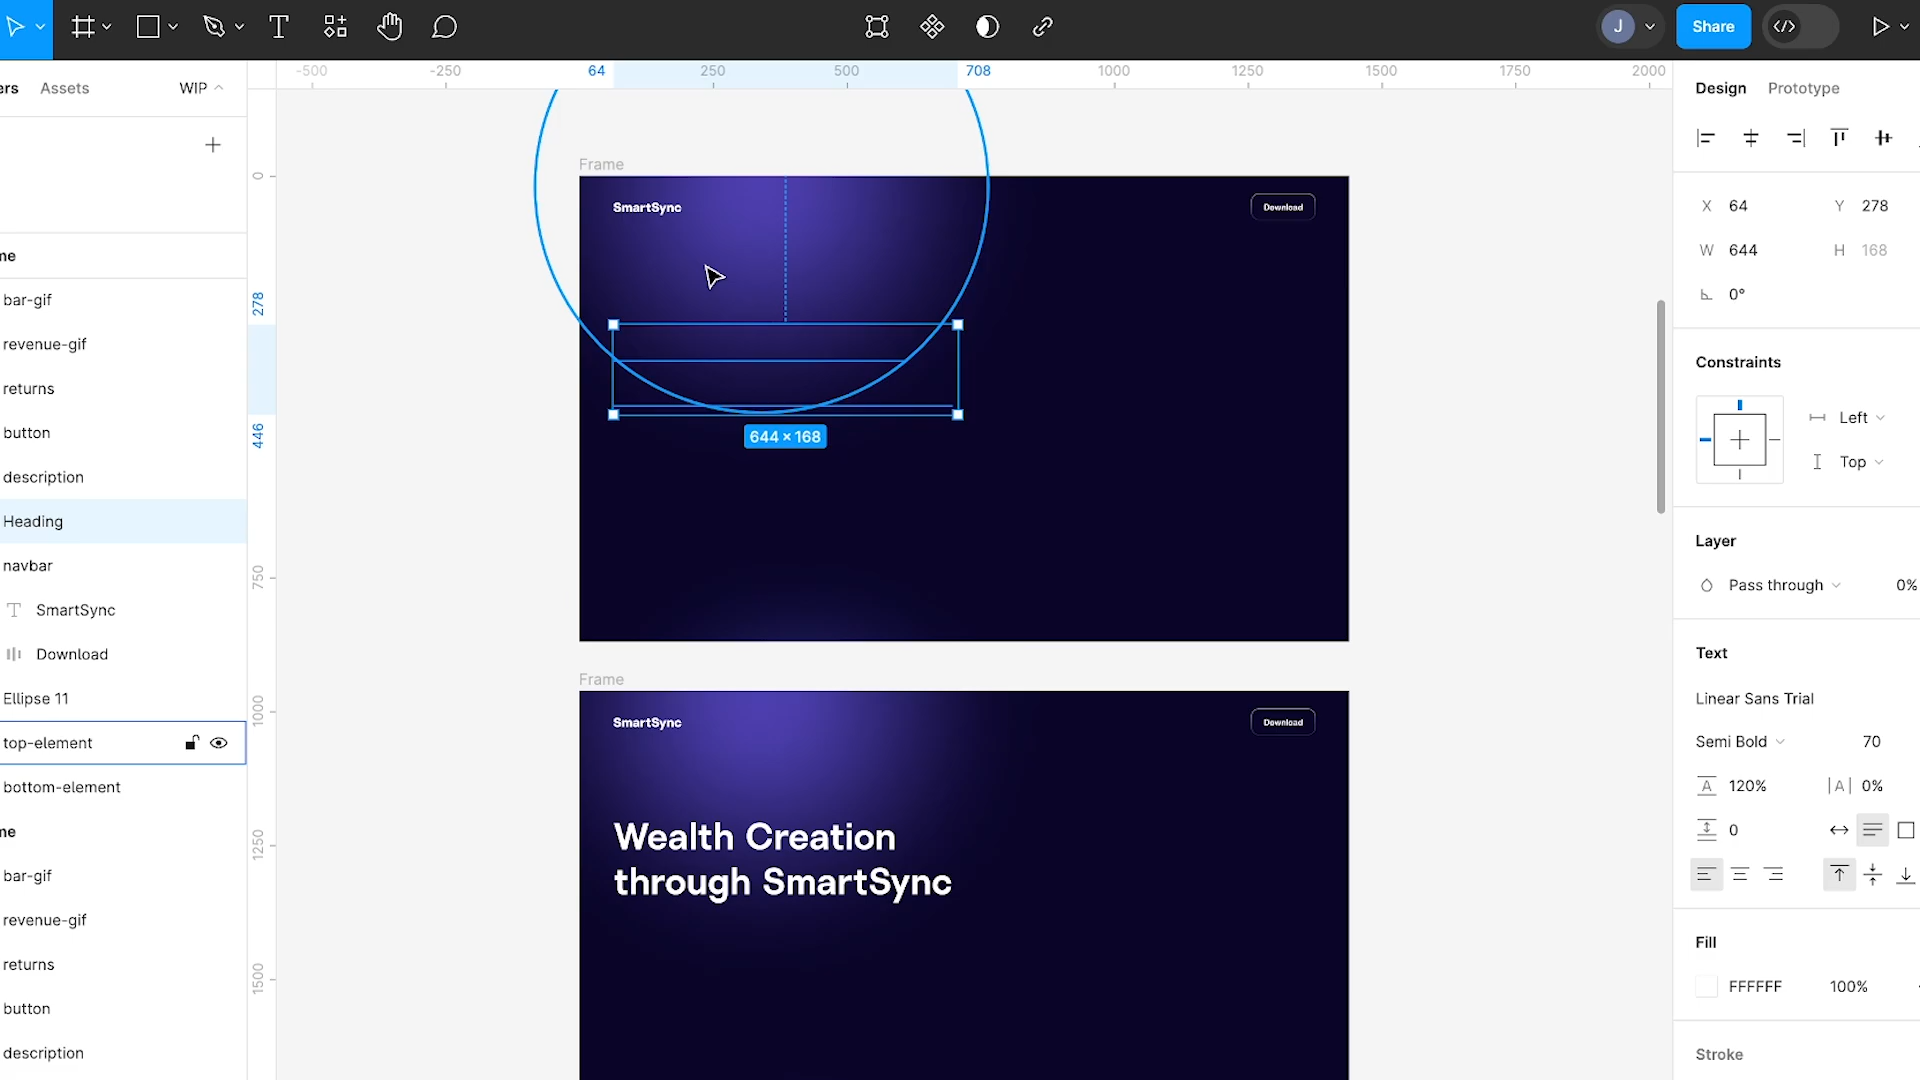 J
Share
ers
Assets
WIP
me
bar-gif
revenue-gif
returns
button
description
Heading
navbar
SmartSync
Download
Ellipse 11
top-element
bottom-element
me
bar-gif
revenue-gif
returns
button
description
-500
-250
64
250
500
708
1000
1250
1500
1750
2000
0
278
446
750
1000
1250
1500
Frame
SmartSync
Download
644 × 168
Frame
SmartSync
Download
Wealth Creation
through SmartSync
Design
Prototype
X 64
Y 278
W 644
H 168
0°
Constraints
Left
Top
Layer
Pass through
0%
Text
Linear Sans Trial
Semi Bold
70
120%
|A| 0%
0
Fill
FFFFFF
100%
Stroke